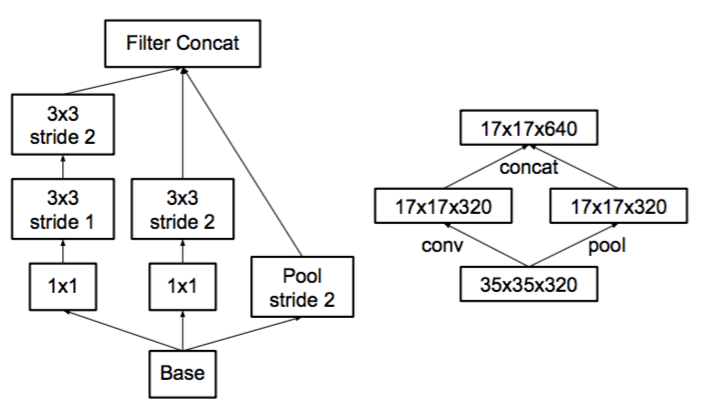 Filter Concat
3x3
stride 2
3x3
stride 1
3x3
stride 2
1x1
1x1
Pool
stride 2
Base
17x17x640
concat
17x17x320
17x17x320
conv
pool
35x35x320